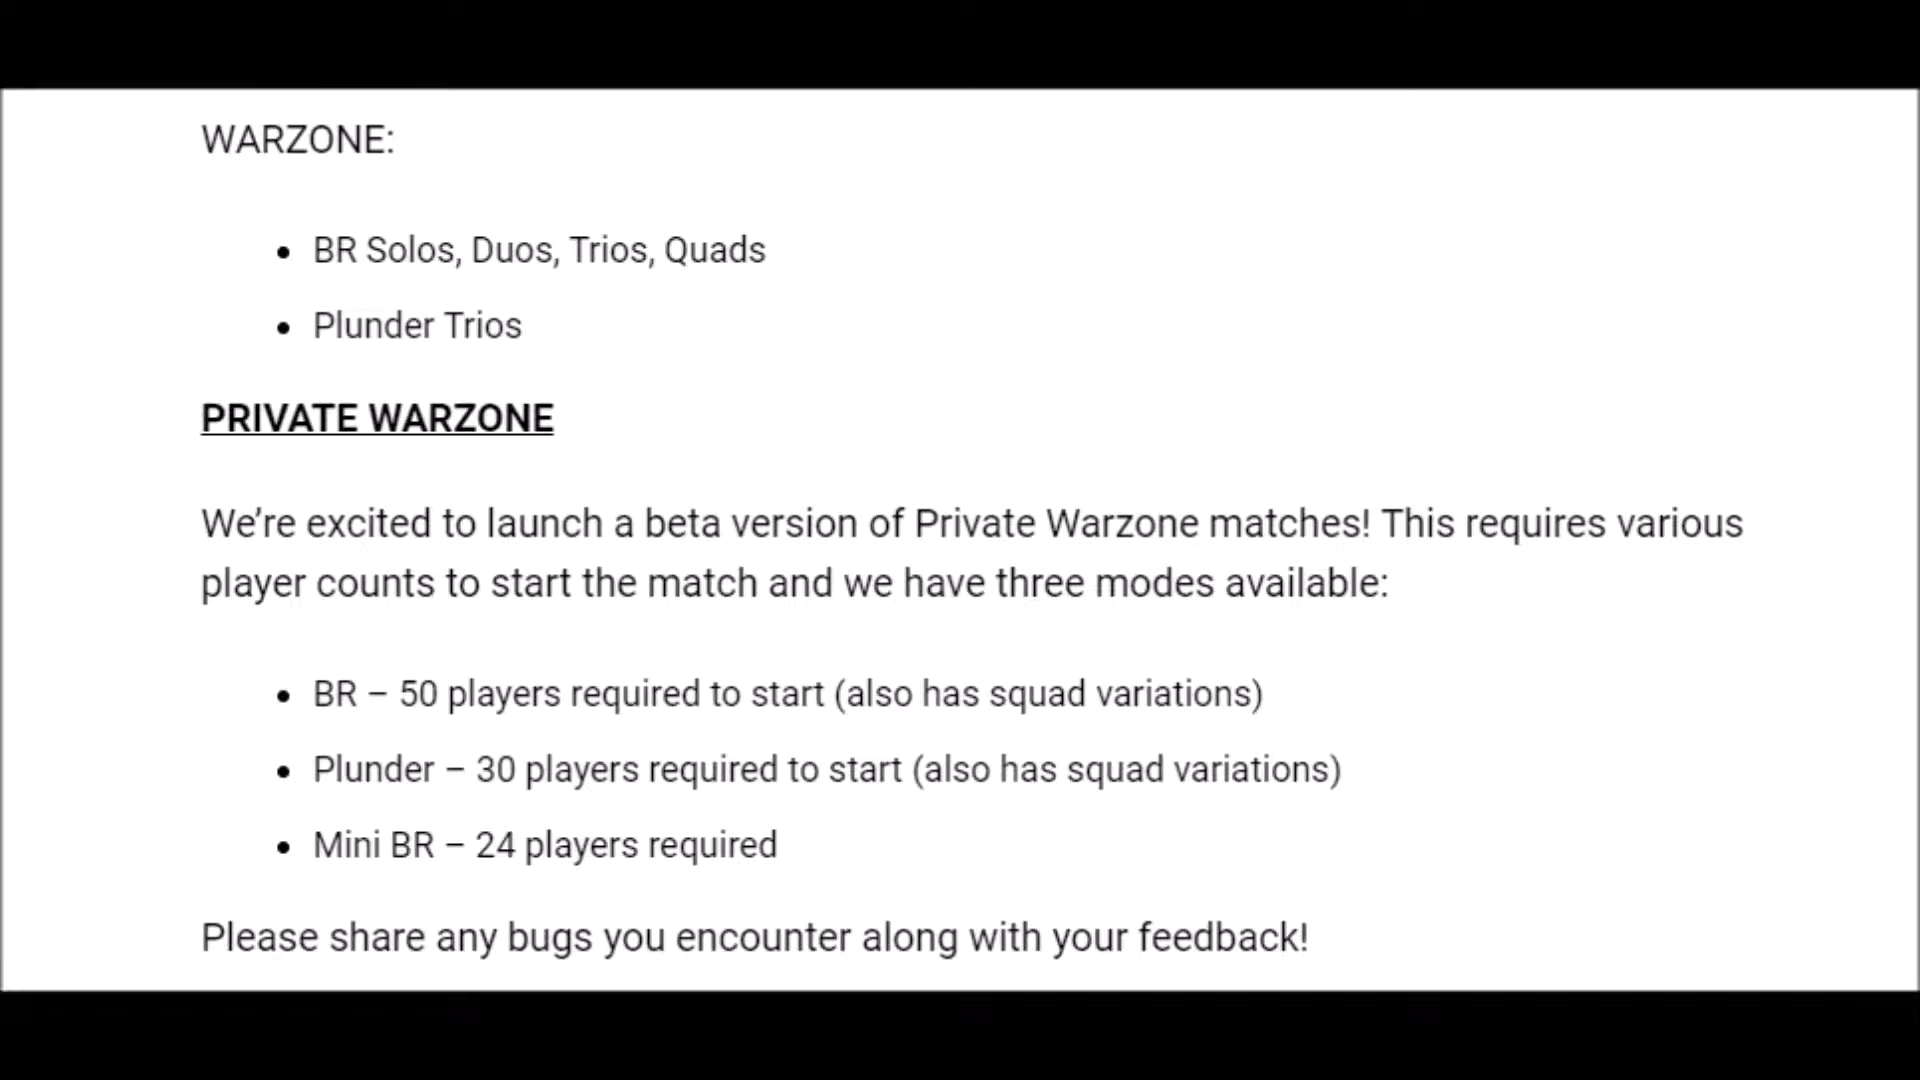 WARZONE:
• BR Solos, Duos, Trios, Quads
• Plunder Trios
PRIVATE WARZONE
We’re excited to launch a beta version of Private Warzone matches! This requires various
player counts to start the match and we have three modes available:
• BR – 50 players required to start (also has squad variations)
• Plunder – 30 players required to start (also has squad variations)
• Mini BR – 24 players required
Please share any bugs you encounter along with your feedback!